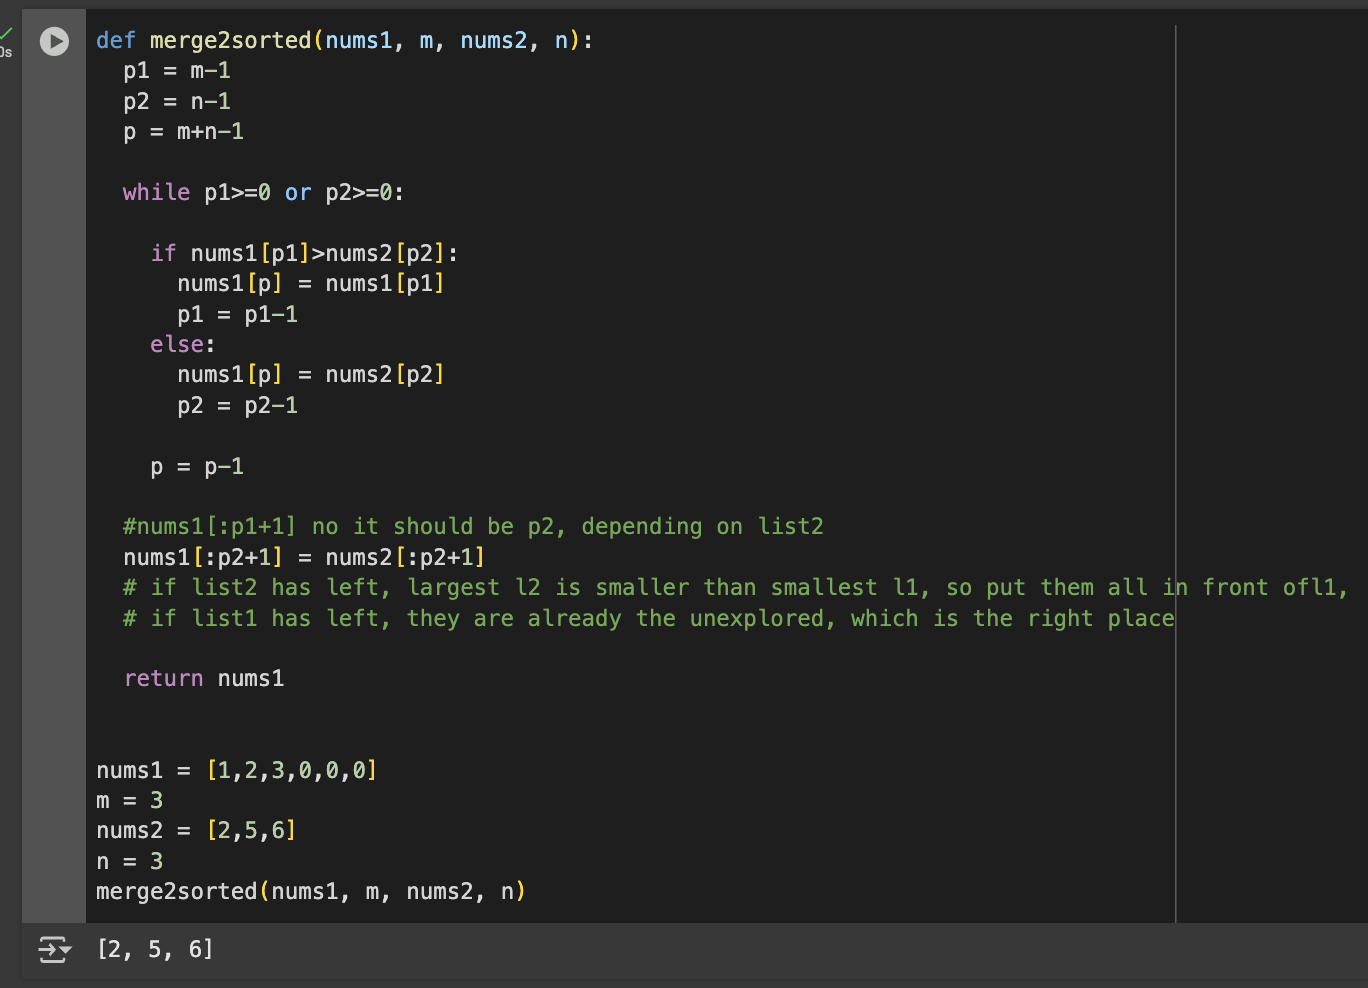 0s
def merge2sorted(nums1, m, nums2, n):
  p1 = m-1
  p2 = n-1
  p = m+n-1

  while p1>=0 or p2>=0:

    if nums1[p1]>nums2[p2]:
      nums1[p] = nums1[p1]
      p1 = p1-1
    else:
      nums1[p] = nums2[p2]
      p2 = p2-1

    p = p-1

  #nums1[:p1+1] no it should be p2, depending on list2
  nums1[:p2+1] = nums2[:p2+1]
  # if list2 has left, largest l2 is smaller than smallest l1, so put them all in front ofl1,
  # if list1 has left, they are already the unexplored, which is the right place

  return nums1


nums1 = [1,2,3,0,0,0]
m = 3
nums2 = [2,5,6]
n = 3
merge2sorted(nums1, m, nums2, n)
[2, 5, 6]